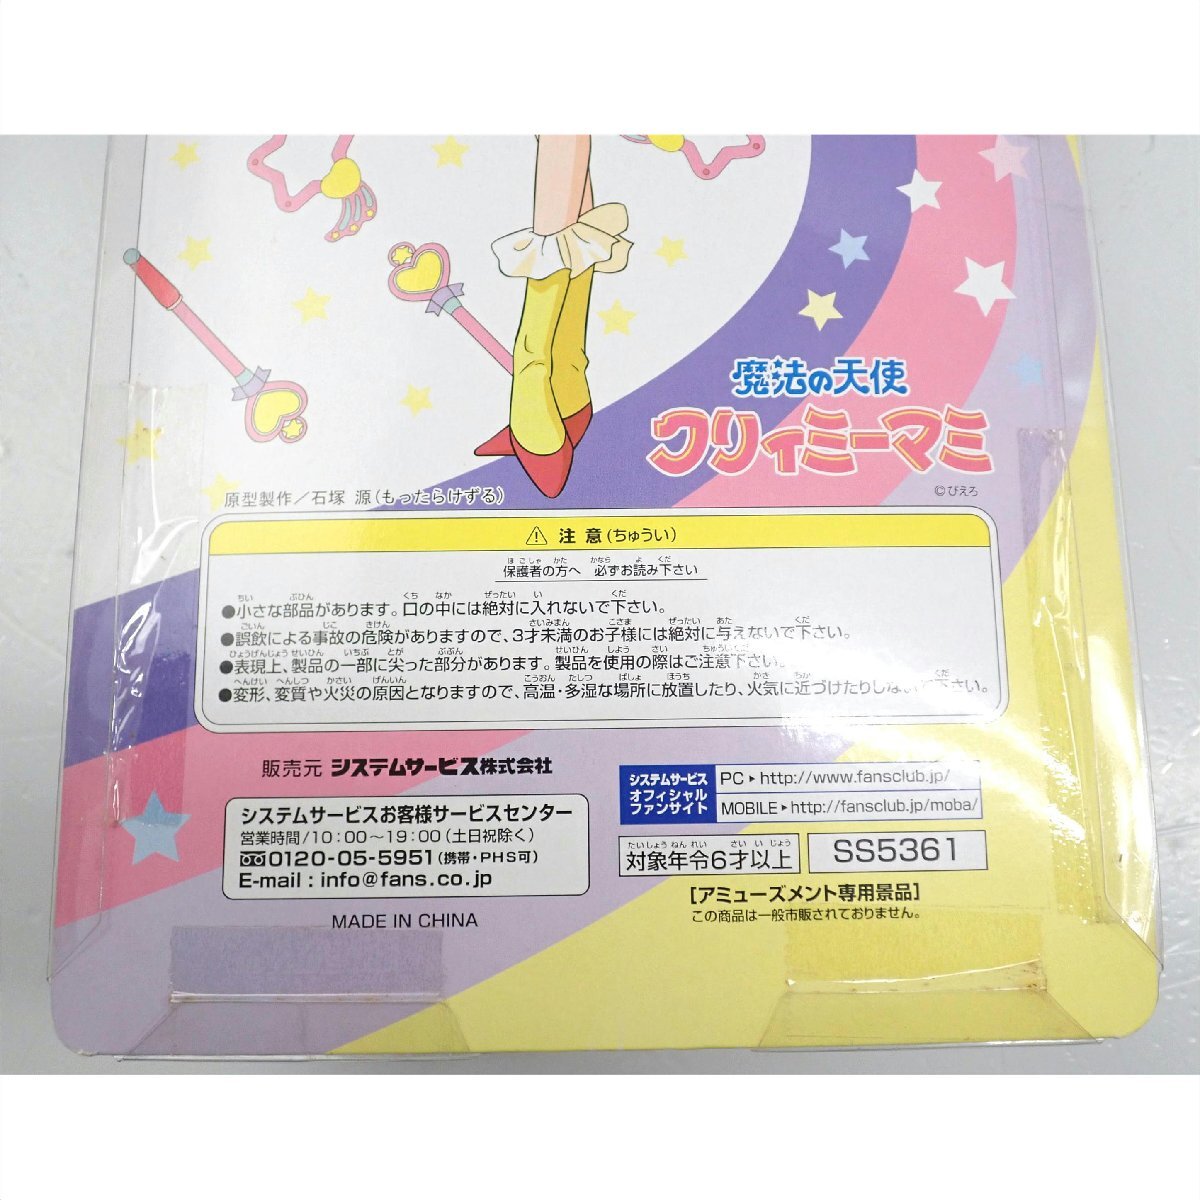 魔法の天使
クリィミーマミ
©ぴえろ
原型製作／石塚 源(もったらけずる)
⚠ 注意(ちゅうい)
保護者の方へ 必ずお読み下さい
●小さな部品があります。口の中には絶対に入れないで下さい。
●誤飲による事故の危険がありますので、3才未満のお子様には絶対に与えないで下さい。
●表現上、製品の一部に尖った部分があります。製品を使用の際はご注意下さい。
●変形、変質や火災の原因となりますので、高温・多湿な場所に放置したり、火気に近づけたりしないで下さい。
販売元 システムサービス株式会社
システムサービスお客様サービスセンター
営業時間/10:00～19:00(土日祝除く)
0120-05-5951(携帯・PHS可)
E-mail : info@fans.co.jp
MADE IN CHINA
システムサービス
オフィシャル
ファンサイト
PC▶http://www.fansclub.jp/
MOBILE▶http://fansclub.jp/moba/
対象年令6才以上
SS5361
[アミューズメント専用景品]
この商品は一般市販されておりません。